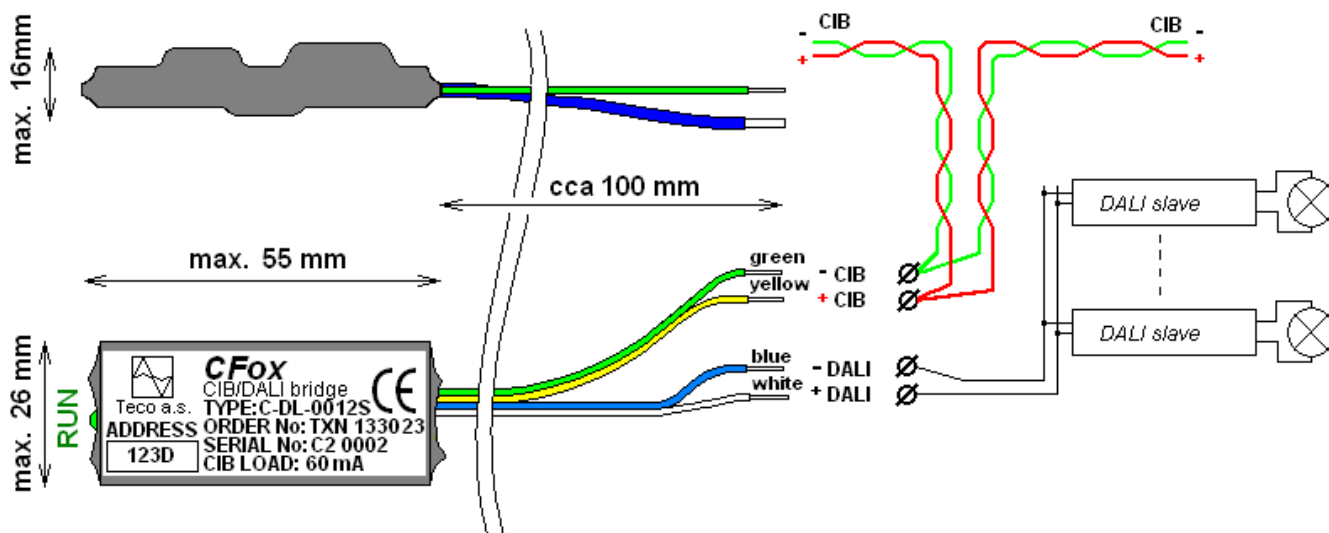 - CIB
+
CIB -
+
max. 16mm
cca 100 mm
DALI slave
max. 55 mm
green
- CIB
yellow
+ CIB
DALI slave
blue
- DALI
white
+ DALI
max. 26 mm
RUN
CFox
CIB/DALI bridge
CE
Teco a.s.
TYPE: C-DL-0012S
ADDRESS
ORDER No: TXN 133023
SERIAL No: C2 0002
123D
CIB LOAD: 60 mA